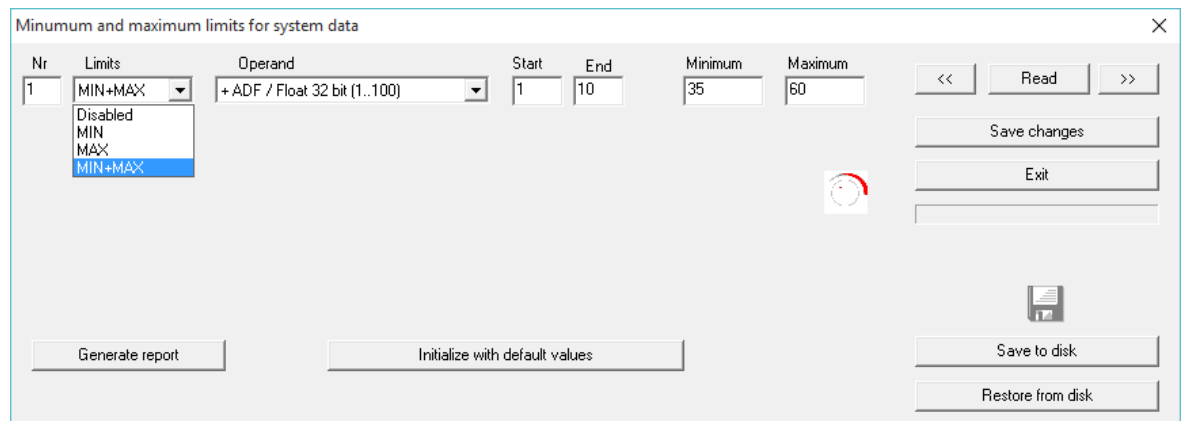 Minumum and maximum limits for system data
Nr Limits Operand Start End Minimum Maximum
1 MIN+MAX + ADF / Float 32 bit (1..100) 1 10 35 60 << Read >>
Disabled
MIN
MAX
MIN+MAX
Save changes
Exit
Generate report Initialize with default values Save to disk
Restore from disk